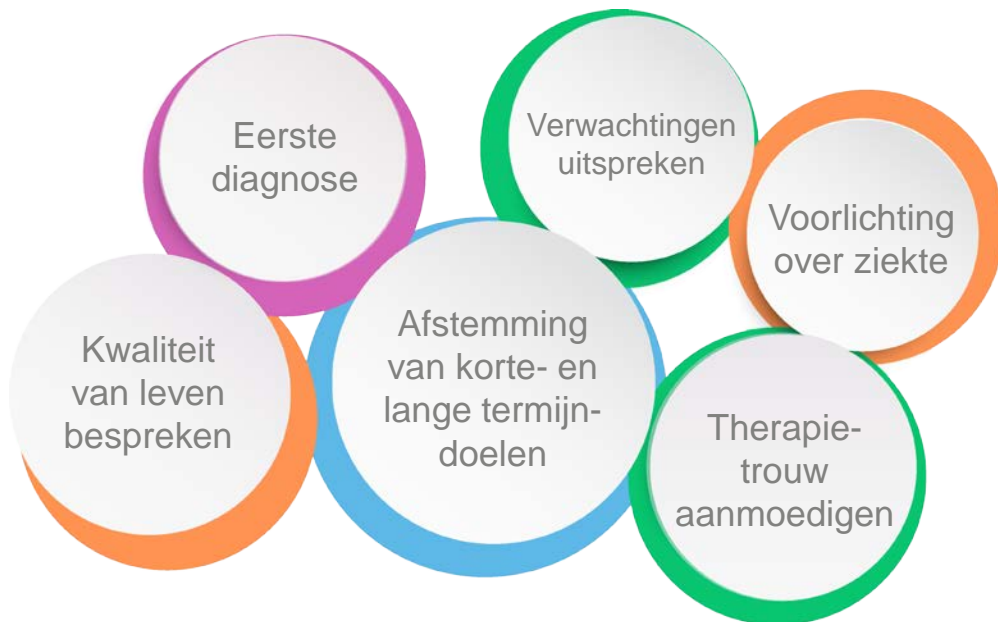 Eerste
diagnose
Verwachtingen
uitspreken
Voorlichting
over ziekte
Kwaliteit
van leven
bespreken
Afstemming
van korte- en
lange termijn-
doelen
Therapie-
trouw
aanmoedigen